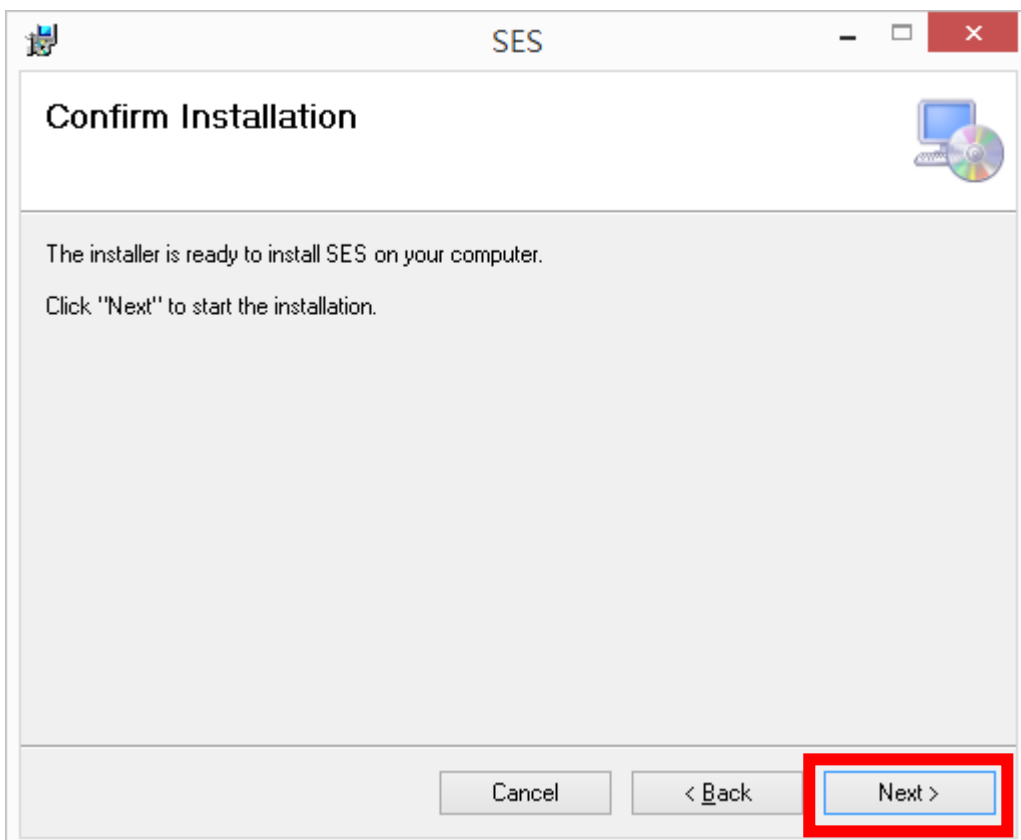 SES
Confirm Installation
The installer is ready to install SES on your computer.
Click "Next" to start the installation.
Cancel
< Back
Next >